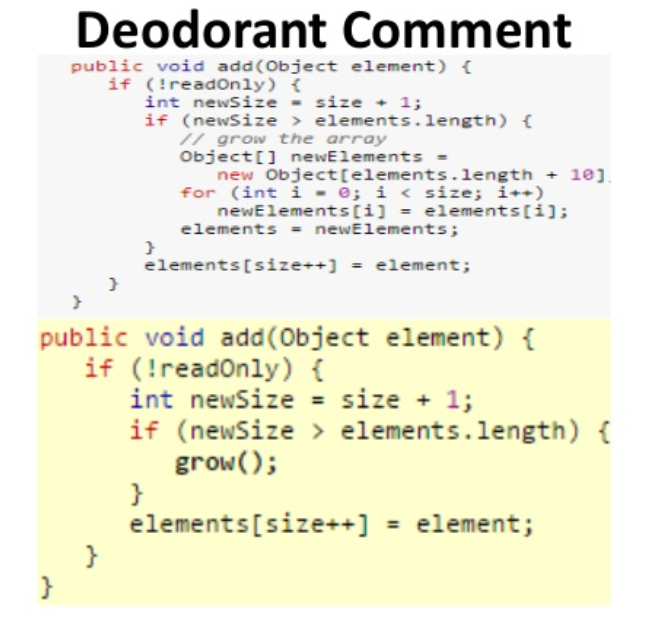 Deodorant Comment
public void add(Object element) {
if (!readOnly) {
int newSize = size + 1;
if (newSize > elements.length) {
// grow the array
Object[] newElements =
new Object[elements.length + 10]
for (int i = 0; i < size; i++)
newElements[i] = elements[i];
elements = newElements;
}
elements[size++] = element;
}
}
public void add(Object element) {
if (!readOnly) {
int newSize = size + 1;
if (newSize > elements.length) {
grow();
}
elements[size++] = element;
}
}